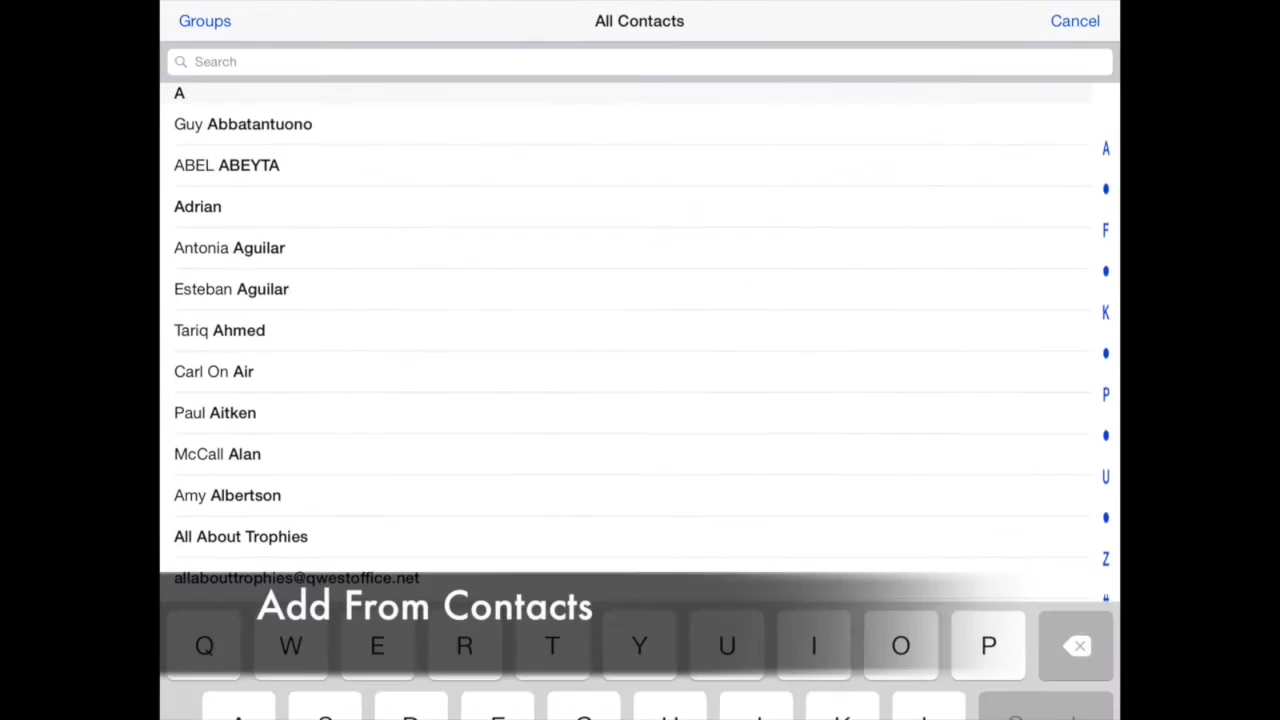 Groups
All Contacts
Cancel
Search
A
Guy Abbatantuono
ABEL ABEYTA
Adrian
Antonia Aguilar
Esteban Aguilar
Tariq Ahmed
Carl On Air
Paul Aitken
McCall Alan
Amy Albertson
All About Trophies
allabouttrophies@qwestoffice.net
A
F
K
P
U
Z
#
Add From Contacts
Q W E R T Y U I O P